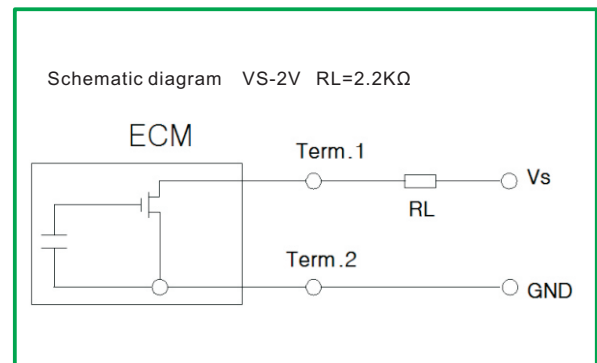 Schematic diagram VS-2V RL=2.2KΩ
ECM
Term.1
Vs
RL
Term.2
GND